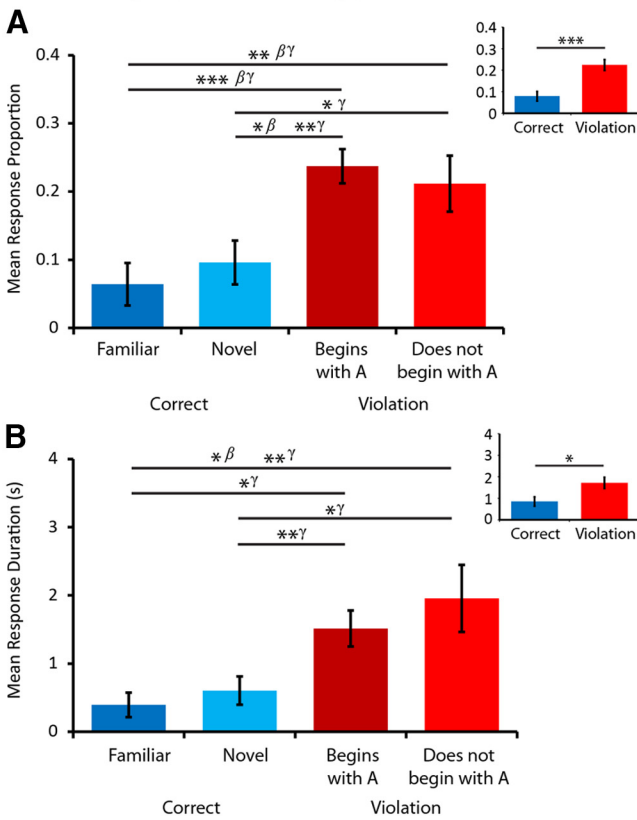 A
Mean Response Proportion
0.4
0.3
0.2
0.1
0
** βγ
*** βγ
* γ
*β **γ
Familiar
Novel
Begins
with A
Does not
begin with A
Correct
Violation
0.4
0.3
0.2
0.1
0
***
Correct
Violation
B
Mean Response Duration (s)
4
3
2
1
0
*β **γ
*γ
*γ
**γ
Familiar
Novel
Begins
with A
Does not
begin with A
Correct
Violation
4
3
2
1
0
*
Correct
Violation